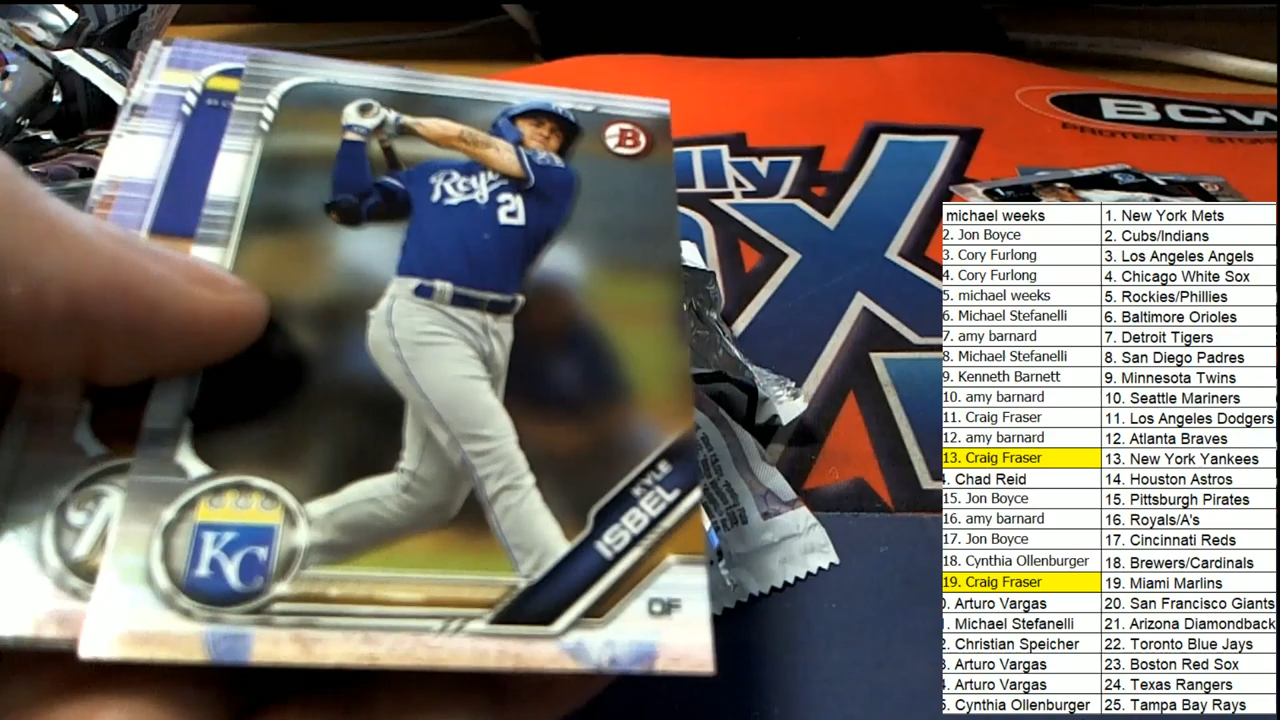 B
Royals
21
KYLE
ISBEL
KC
OF
lly
OX
BCW
PROTECT · STOR
michael weeks 1. New York Mets
2. Jon Boyce 2. Cubs/Indians
3. Cory Furlong 3. Los Angeles Angels
4. Cory Furlong 4. Chicago White Sox
5. michael weeks 5. Rockies/Phillies
6. Michael Stefanelli 6. Baltimore Orioles
7. amy barnard 7. Detroit Tigers
8. Michael Stefanelli 8. San Diego Padres
9. Kenneth Barnett 9. Minnesota Twins
10. amy barnard 10. Seattle Mariners
11. Craig Fraser 11. Los Angeles Dodgers
12. amy barnard 12. Atlanta Braves
13. Craig Fraser 13. New York Yankees
4. Chad Reid 14. Houston Astros
15. Jon Boyce 15. Pittsburgh Pirates
16. amy barnard 16. Royals/A's
17. Jon Boyce 17. Cincinnati Reds
18. Cynthia Ollenburger 18. Brewers/Cardinals
19. Craig Fraser 19. Miami Marlins
. Arturo Vargas 20. San Francisco Giants
. Michael Stefanelli 21. Arizona Diamondback
. Christian Speicher 22. Toronto Blue Jays
. Arturo Vargas 23. Boston Red Sox
. Arturo Vargas 24. Texas Rangers
. Cynthia Ollenburger 25. Tampa Bay Rays